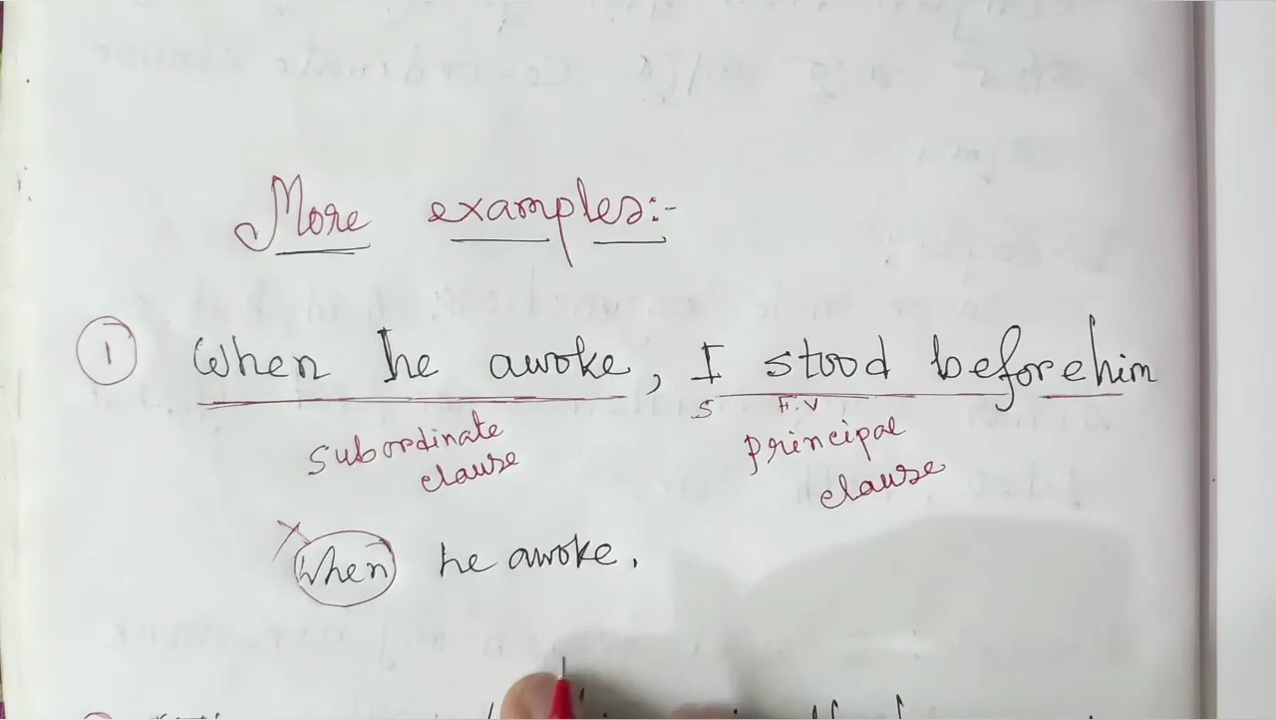 More examples:-
① When he awoke, I stood before him
S F.V
subordinate clause
principal clause
When he awoke.